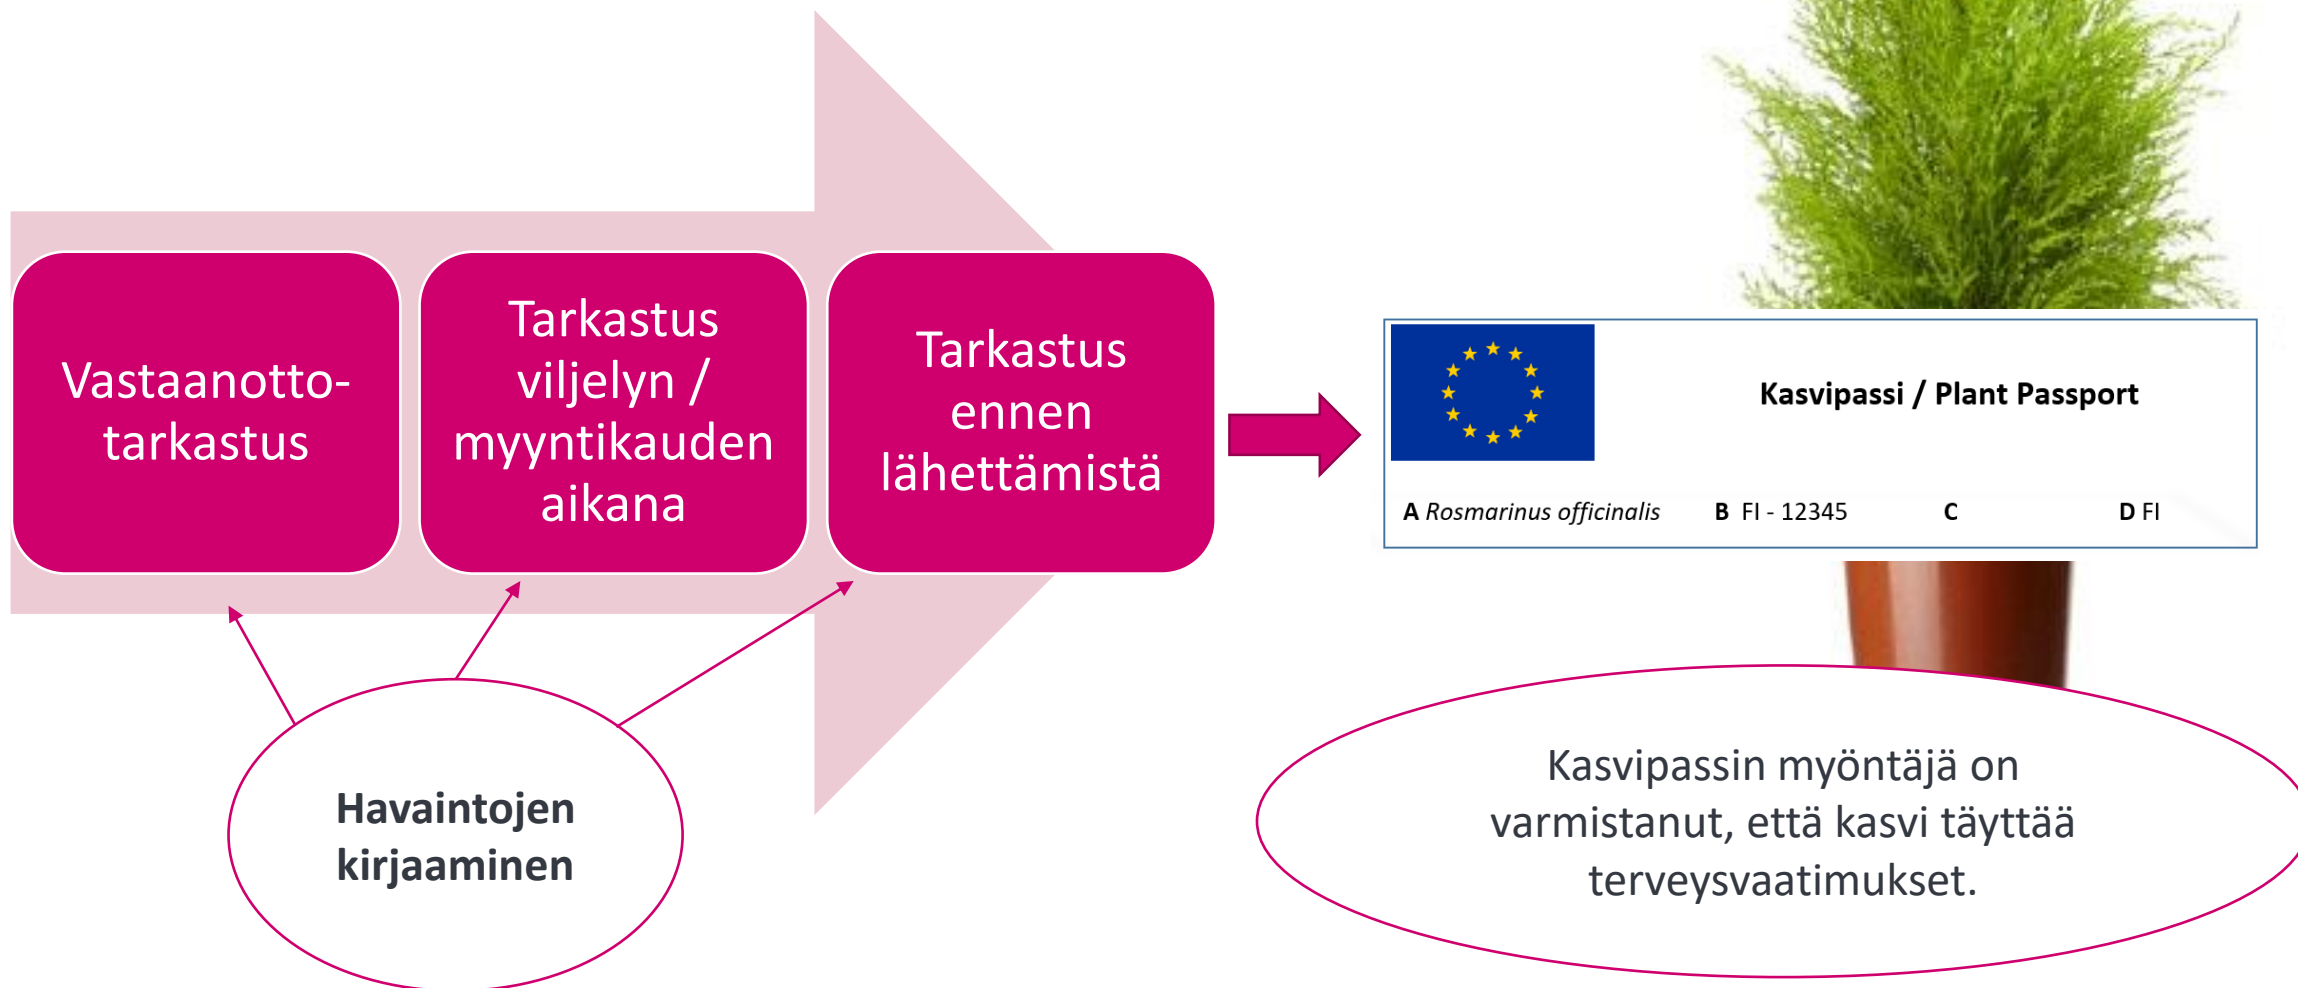 Vastaanotto-
tarkastus
Tarkastus
viljelyn /
myyntikauden
aikana
Tarkastus
ennen
lähettämistä
Kasvipassi / Plant Passport
A Rosmarinus officinalis B FI - 12345 C D FI
Havaintojen
kirjaaminen
Kasvipassin myöntäjä on
varmistanut, että kasvi täyttää
terveysvaatimukset.